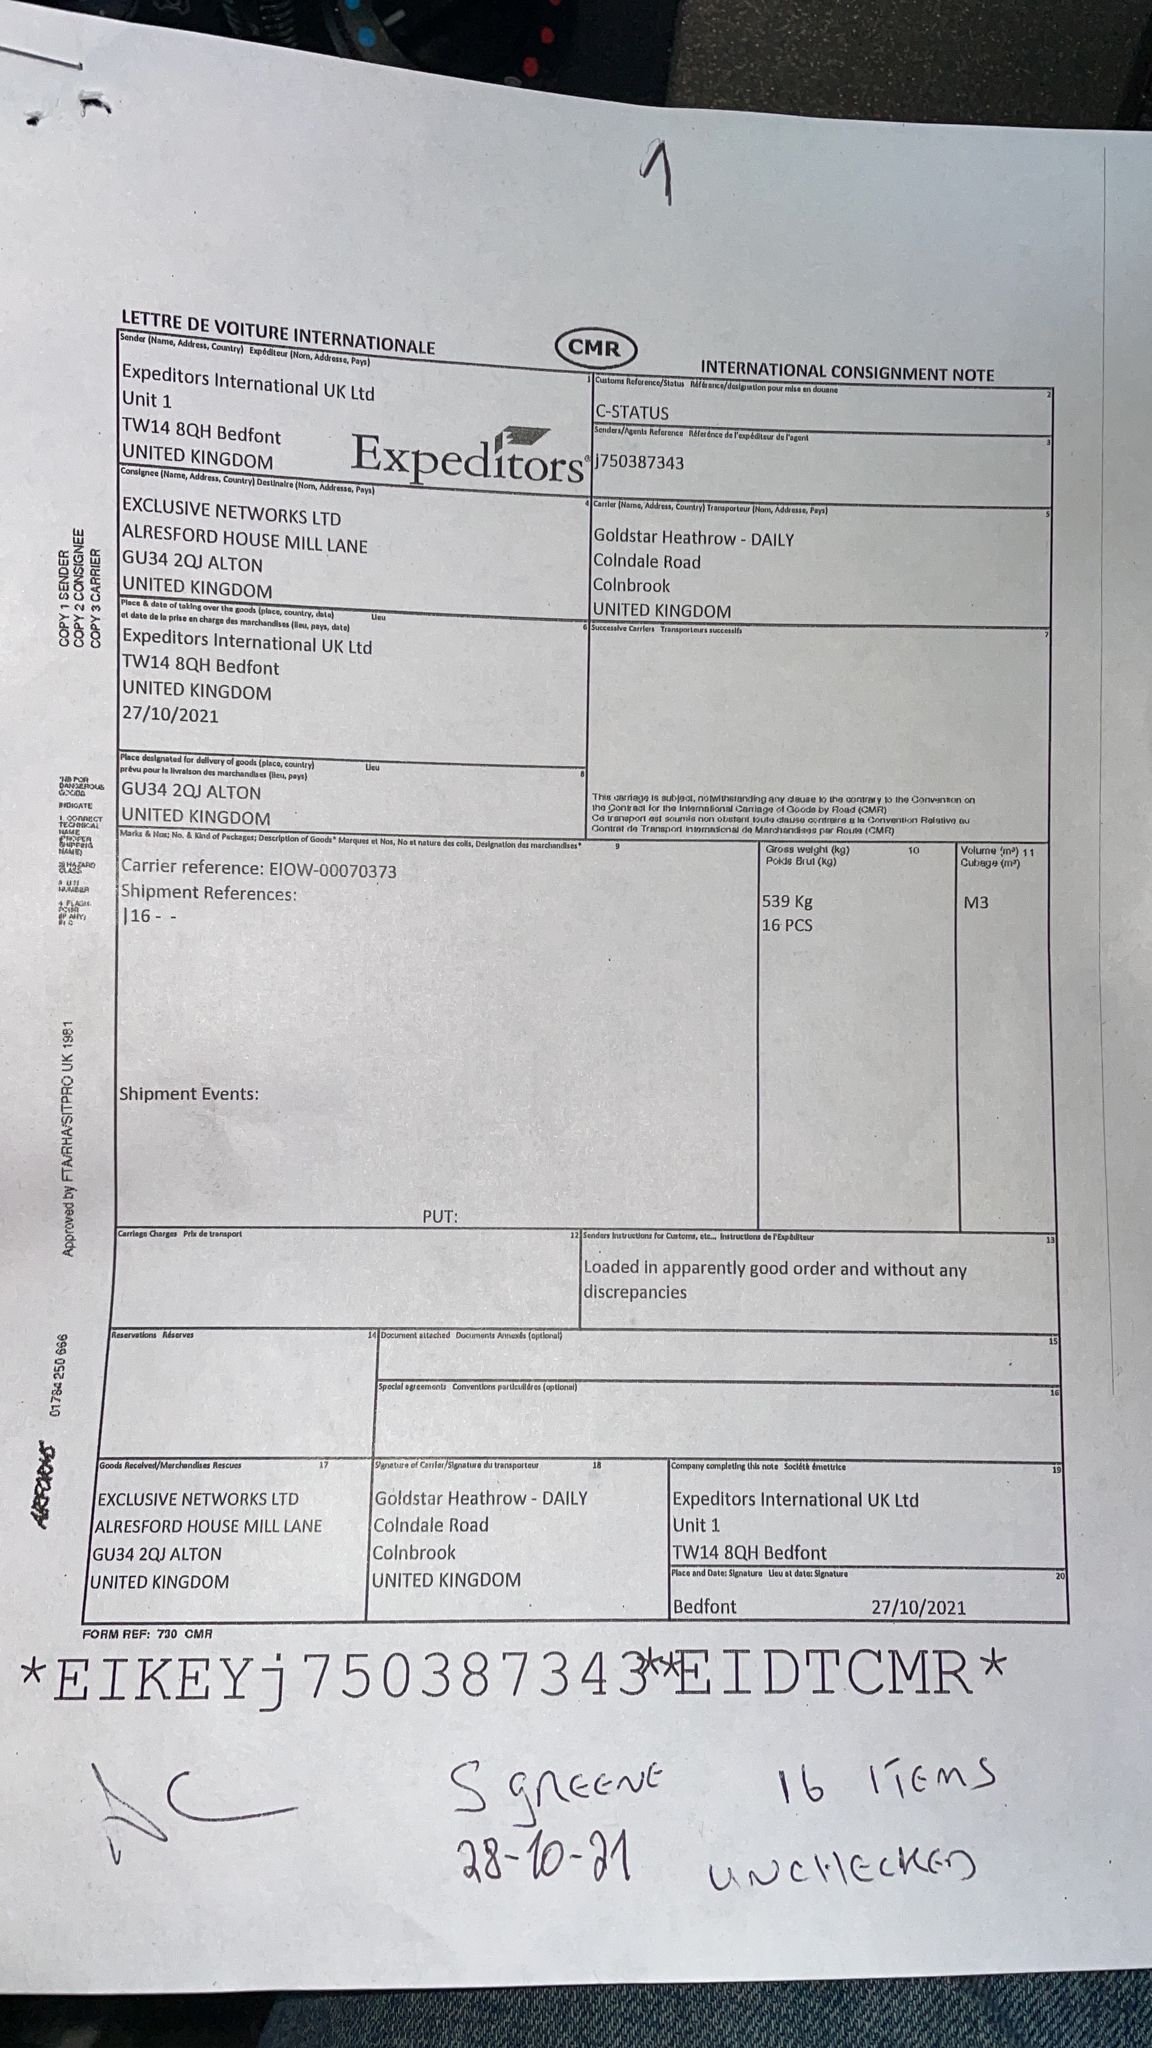 1
LETTRE DE VOITURE INTERNATIONALE
CMR
INTERNATIONAL CONSIGNMENT NOTE
Sender (Name, Address, Country) Expéditeur (Nom, Addresse, Pays)
1
Expeditors International UK Ltd
Unit 1
TW14 8QH Bedfont
UNITED KINGDOM
Expeditors®
Customs Reference/Status Référence/désignation pour mise en douane
2
C-STATUS
Senders/Agents Reference Référence de l'expéditeur de l'agent
3
j750387343
Consignee (Name, Address, Country) Destinaire (Nom, Addresse, Pays)
4
EXCLUSIVE NETWORKS LTD
ALRESFORD HOUSE MILL LANE
GU34 2QJ ALTON
UNITED KINGDOM
Carrier (Name, Address, Country) Transporteur (Nom, Addresse, Pays)
5
Goldstar Heathrow - DAILY
Colndale Road
Colnbrook
UNITED KINGDOM
Place & date of taking over the goods (place, country, date) Lieu
et date de la prise en charge des marchandises (lieu, pays, date)
6
Expeditors International UK Ltd
TW14 8QH Bedfont
UNITED KINGDOM
27/10/2021
Successive Carriers Transporteurs successifs
7
Place designated for delivery of goods (place, country) Lieu
prévu pour la livraison des marchandises (lieu, pays)
8
GU34 2QJ ALTON
UNITED KINGDOM
This carriage is subject, notwithstanding any clause to the contrary to the Convention on
the Contract for the International Carriage of Goods by Road (CMR)
Ce transport est soumis non obstant toute clause contraire a la Convention Relative au
Contrat de Transport International de Marchandises par Route (CMR)
Marks & Nos; No. & Kind of Packages; Description of Goods* Marques et Nos, No et nature des colis, Designation des marchandises*
9
Gross weight (kg) 10
Poids Brut (kg)
Volume (m³) 11
Cubage (m³)
Carrier reference: EIOW-00070373
Shipment References:
|16 - -
539 Kg
16 PCS
M3
Shipment Events:
PUT:
Carriage Charges Prix de transport
12
Senders Instructions for Customs, etc... Instructions de l'Expéditeur
13
Loaded in apparently good order and without any
discrepancies
Reservations Réserves
14
Document attached Documents Annexés (optional)
15
Special agreements Conventions particulières (optional)
16
Goods Received/Merchandises Rescues 17
EXCLUSIVE NETWORKS LTD
ALRESFORD HOUSE MILL LANE
GU34 2QJ ALTON
UNITED KINGDOM
Signature of Carrier/Signature du transporteur 18
Goldstar Heathrow - DAILY
Colndale Road
Colnbrook
UNITED KINGDOM
Company completing this note Société émettrice 19
Expeditors International UK Ltd
Unit 1
TW14 8QH Bedfont
Place and Date; Signature Lieu at date; Signature 20
Bedfont 27/10/2021
FORM REF: 730 CMR
*EIKEYj750387343**EIDTCMR*
S GREENE
28-10-21
16 ITEMS
UNCHECKED
COPY 1 SENDER
COPY 2 CONSIGNEE
COPY 3 CARRIER
DANGEROUS
GOODS
INDICATE
1. CORRECT
TECHNICAL
NAME
SHIPPING
NAME)
NUMBER
Approved by FTA/RHA/SITPRO UK 1981
01784 250 666